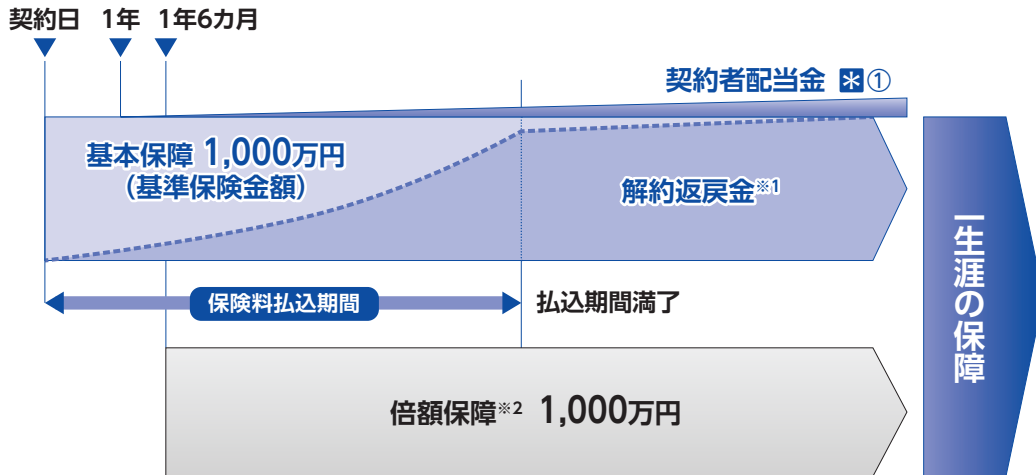 契約日 1年 1年6カ月
契約者配当金 *①
基本保障 1,000万円
(基準保険金額)
解約返戻金※1
保険料払込期間
払込期間満了
倍額保障※2 1,000万円
一生涯の保障